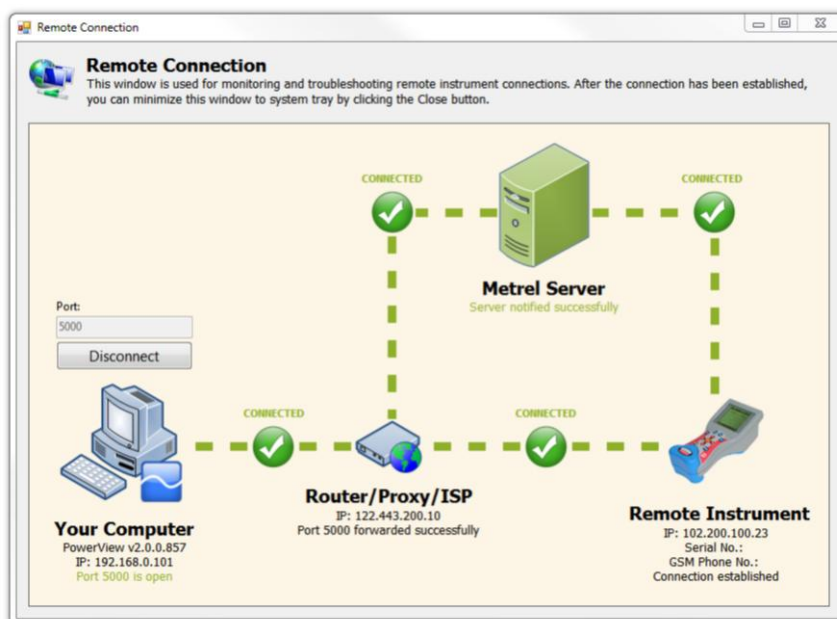 Remote Connection
Remote Connection
This window is used for monitoring and troubleshooting remote instrument connections. After the connection has been established,
you can minimize this window to system tray by clicking the Close button.
CONNECTED
CONNECTED
Metrel Server
Server notified successfully
Port:
5000
Disconnect
CONNECTED
CONNECTED
Router/Proxy/ISP
IP: 122.443.200.10
Port 5000 forwarded successfully
Your Computer
PowerView v2.0.0.857
IP: 192.168.0.101
Port 5000 is open
Remote Instrument
IP: 102.200.100.23
Serial No.:
GSM Phone No.:
Connection established